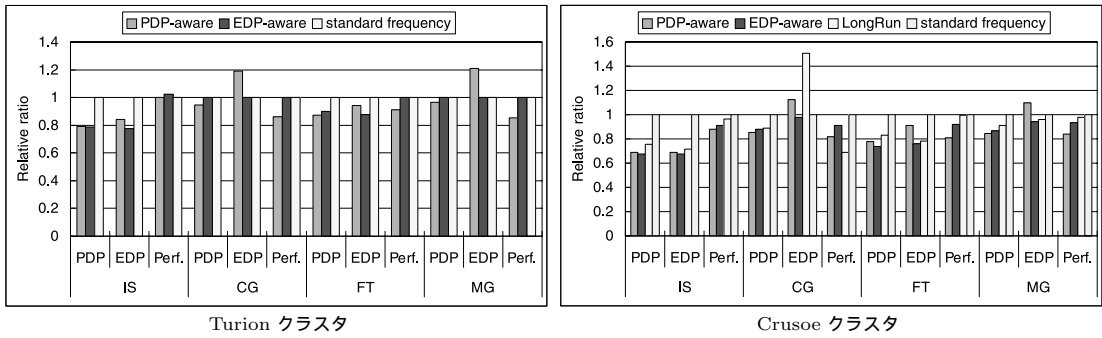 PDP-aware EDP-aware standard frequency
Relative ratio
1.4
1.2
1
0.8
0.6
0.4
0.2
0
PDP EDP Perf. PDP EDP Perf. PDP EDP Perf. PDP EDP Perf.
IS CG FT MG
Turion クラスタ
PDP-aware EDP-aware LongRun standard frequency
Relative ratio
1.6
1.4
1.2
1
0.8
0.6
0.4
0.2
0
PDP EDP Perf. PDP EDP Perf. PDP EDP Perf. PDP EDP Perf.
IS CG FT MG
Crusoe クラスタ